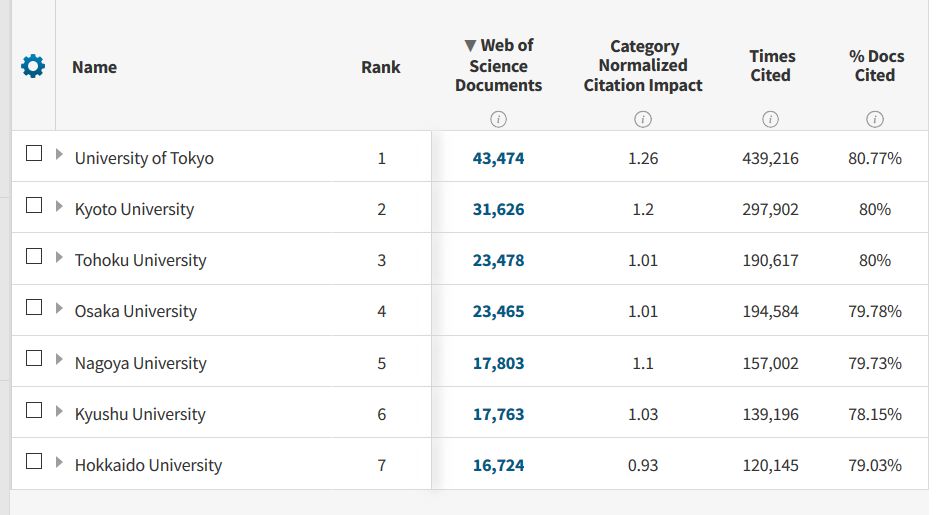 Name Rank ▼ Web of Science Documents Category Normalized Citation Impact Times Cited % Docs Cited
University of Tokyo 1 43,474 1.26 439,216 80.77%
Kyoto University 2 31,626 1.2 297,902 80%
Tohoku University 3 23,478 1.01 190,617 80%
Osaka University 4 23,465 1.01 194,584 79.78%
Nagoya University 5 17,803 1.1 157,002 79.73%
Kyushu University 6 17,763 1.03 139,196 78.15%
Hokkaido University 7 16,724 0.93 120,145 79.03%